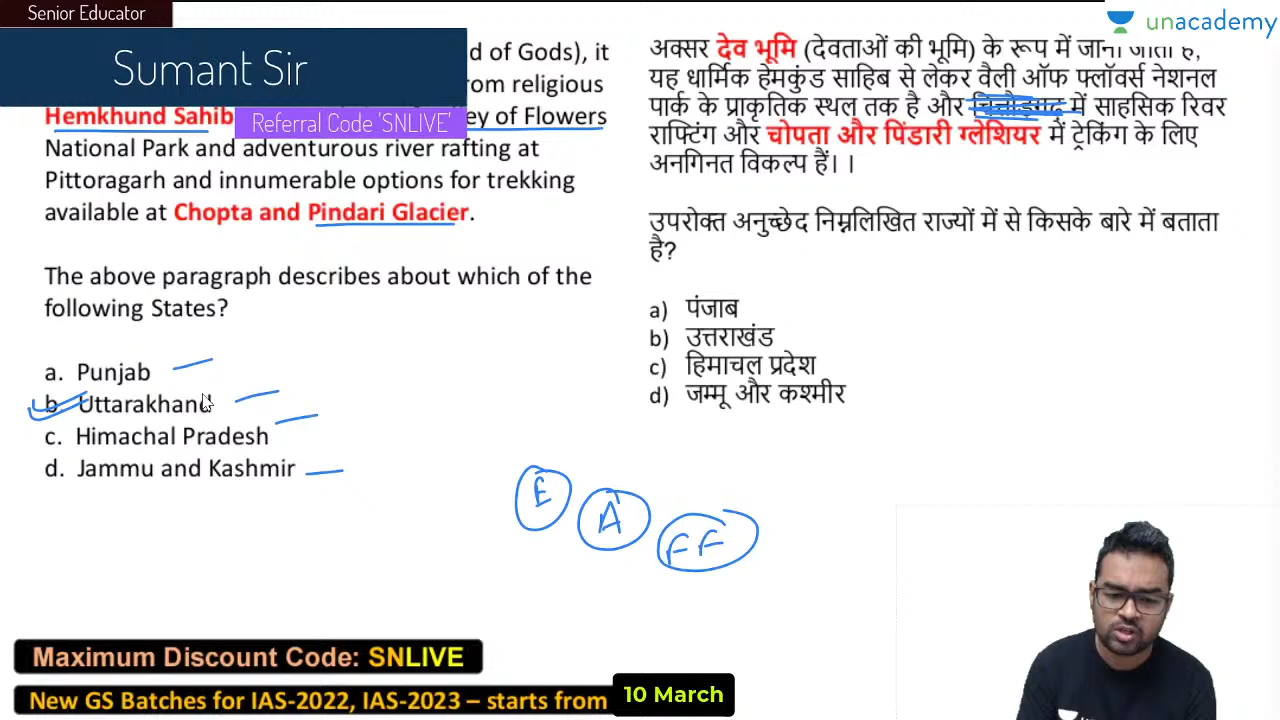 Senior Educator
Sumant Sir
Referral Code 'SNLIVE'
unacademy
d of Gods), it
rom religious
Hemkhund Sahib
ey of Flowers
National Park and adventurous river rafting at
Pittoragarh and innumerable options for trekking
available at Chopta and Pindari Glacier.
The above paragraph describes about which of the
following States?
a. Punjab
b. Uttarakhand
c. Himachal Pradesh
d. Jammu and Kashmir
अक्सर देव भूमि (देवताओं की भूमि) के रूप में जाना जाता है,
यह धार्मिक हेमकुंड साहिब से लेकर वैली ऑफ फ्लॉवर्स नेशनल
पार्क के प्राकृतिक स्थल तक है और चित्तौड़गढ़ में साहसिक रिवर
राफ्टिंग और चोपता और पिंडारी ग्लेशियर में ट्रेकिंग के लिए
अनगिनत विकल्प हैं। ।
उपरोक्त अनुच्छेद निम्नलिखित राज्यों में से किसके बारे में बताता
है?
a) पंजाब
b) उत्तराखंड
c) हिमाचल प्रदेश
d) जम्मू और कश्मीर
E A FF
Maximum Discount Code: SNLIVE
New GS Batches for IAS-2022, IAS-2023 – starts from 10 March